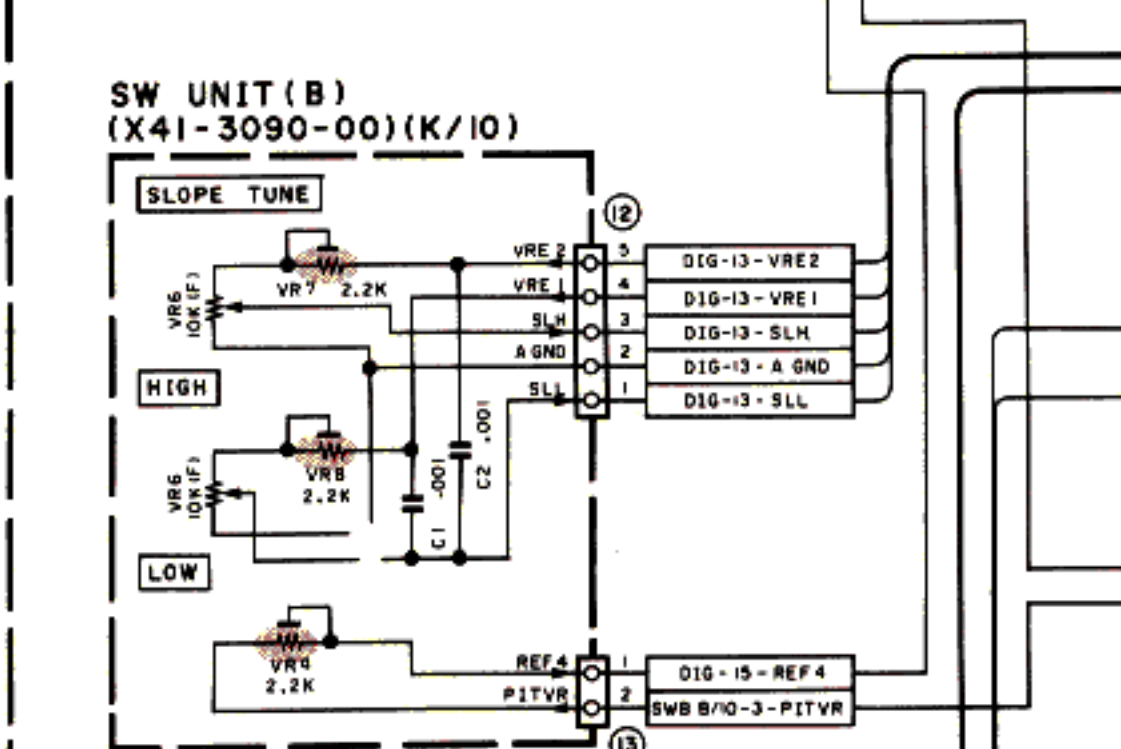 SW UNIT(B)
(X41-3090-00)(K/10)
SLOPE TUNE
12
VRE 2 5 DIG-13-VRE2
VR7 2.2K
VRE 1 4 DIG-13-VRE1
VR6
10K(F)
SLH 3 DIG-13-SLH
A GND 2 DIG-13-A GND
HIGH
SLL 1 DIG-13-SLL
VR8
2.2K
VR6
10K(F)
C1 .001
C2 .001
LOW
VR9
2.2K
REF4 1 DIG-15-REF4
PITVR 2 SWB 8/10-3-PITVR
13